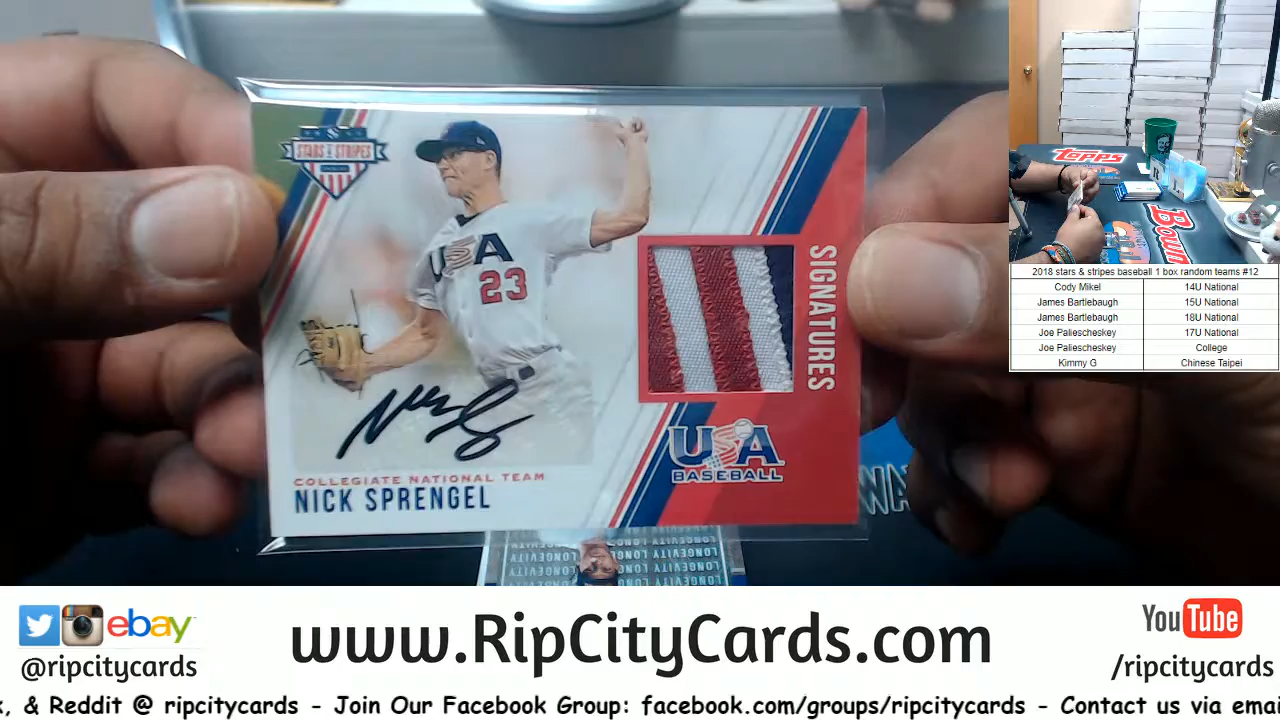 STARS & STRIPES
USA
23
SIGNATURES
USA
BASEBALL
COLLEGIATE NATIONAL TEAM
NICK SPRENGEL
LONGEVITY LONGEVITY
topps
Bowm
2018 stars & stripes baseball 1 box random teams #12
Cody Mikel 14U National
James Bartlebaugh 15U National
James Bartlebaugh 18U National
Joe Paliescheskey 17U National
Joe Paliescheskey College
Kimmy G Chinese Taipei
ebay
@ripcitycards
www.RipCityCards.com
YouTube
/ripcitycards
, & Reddit @ ripcitycards - Join Our Facebook Group: facebook.com/groups/ripcitycards - Contact us via emai